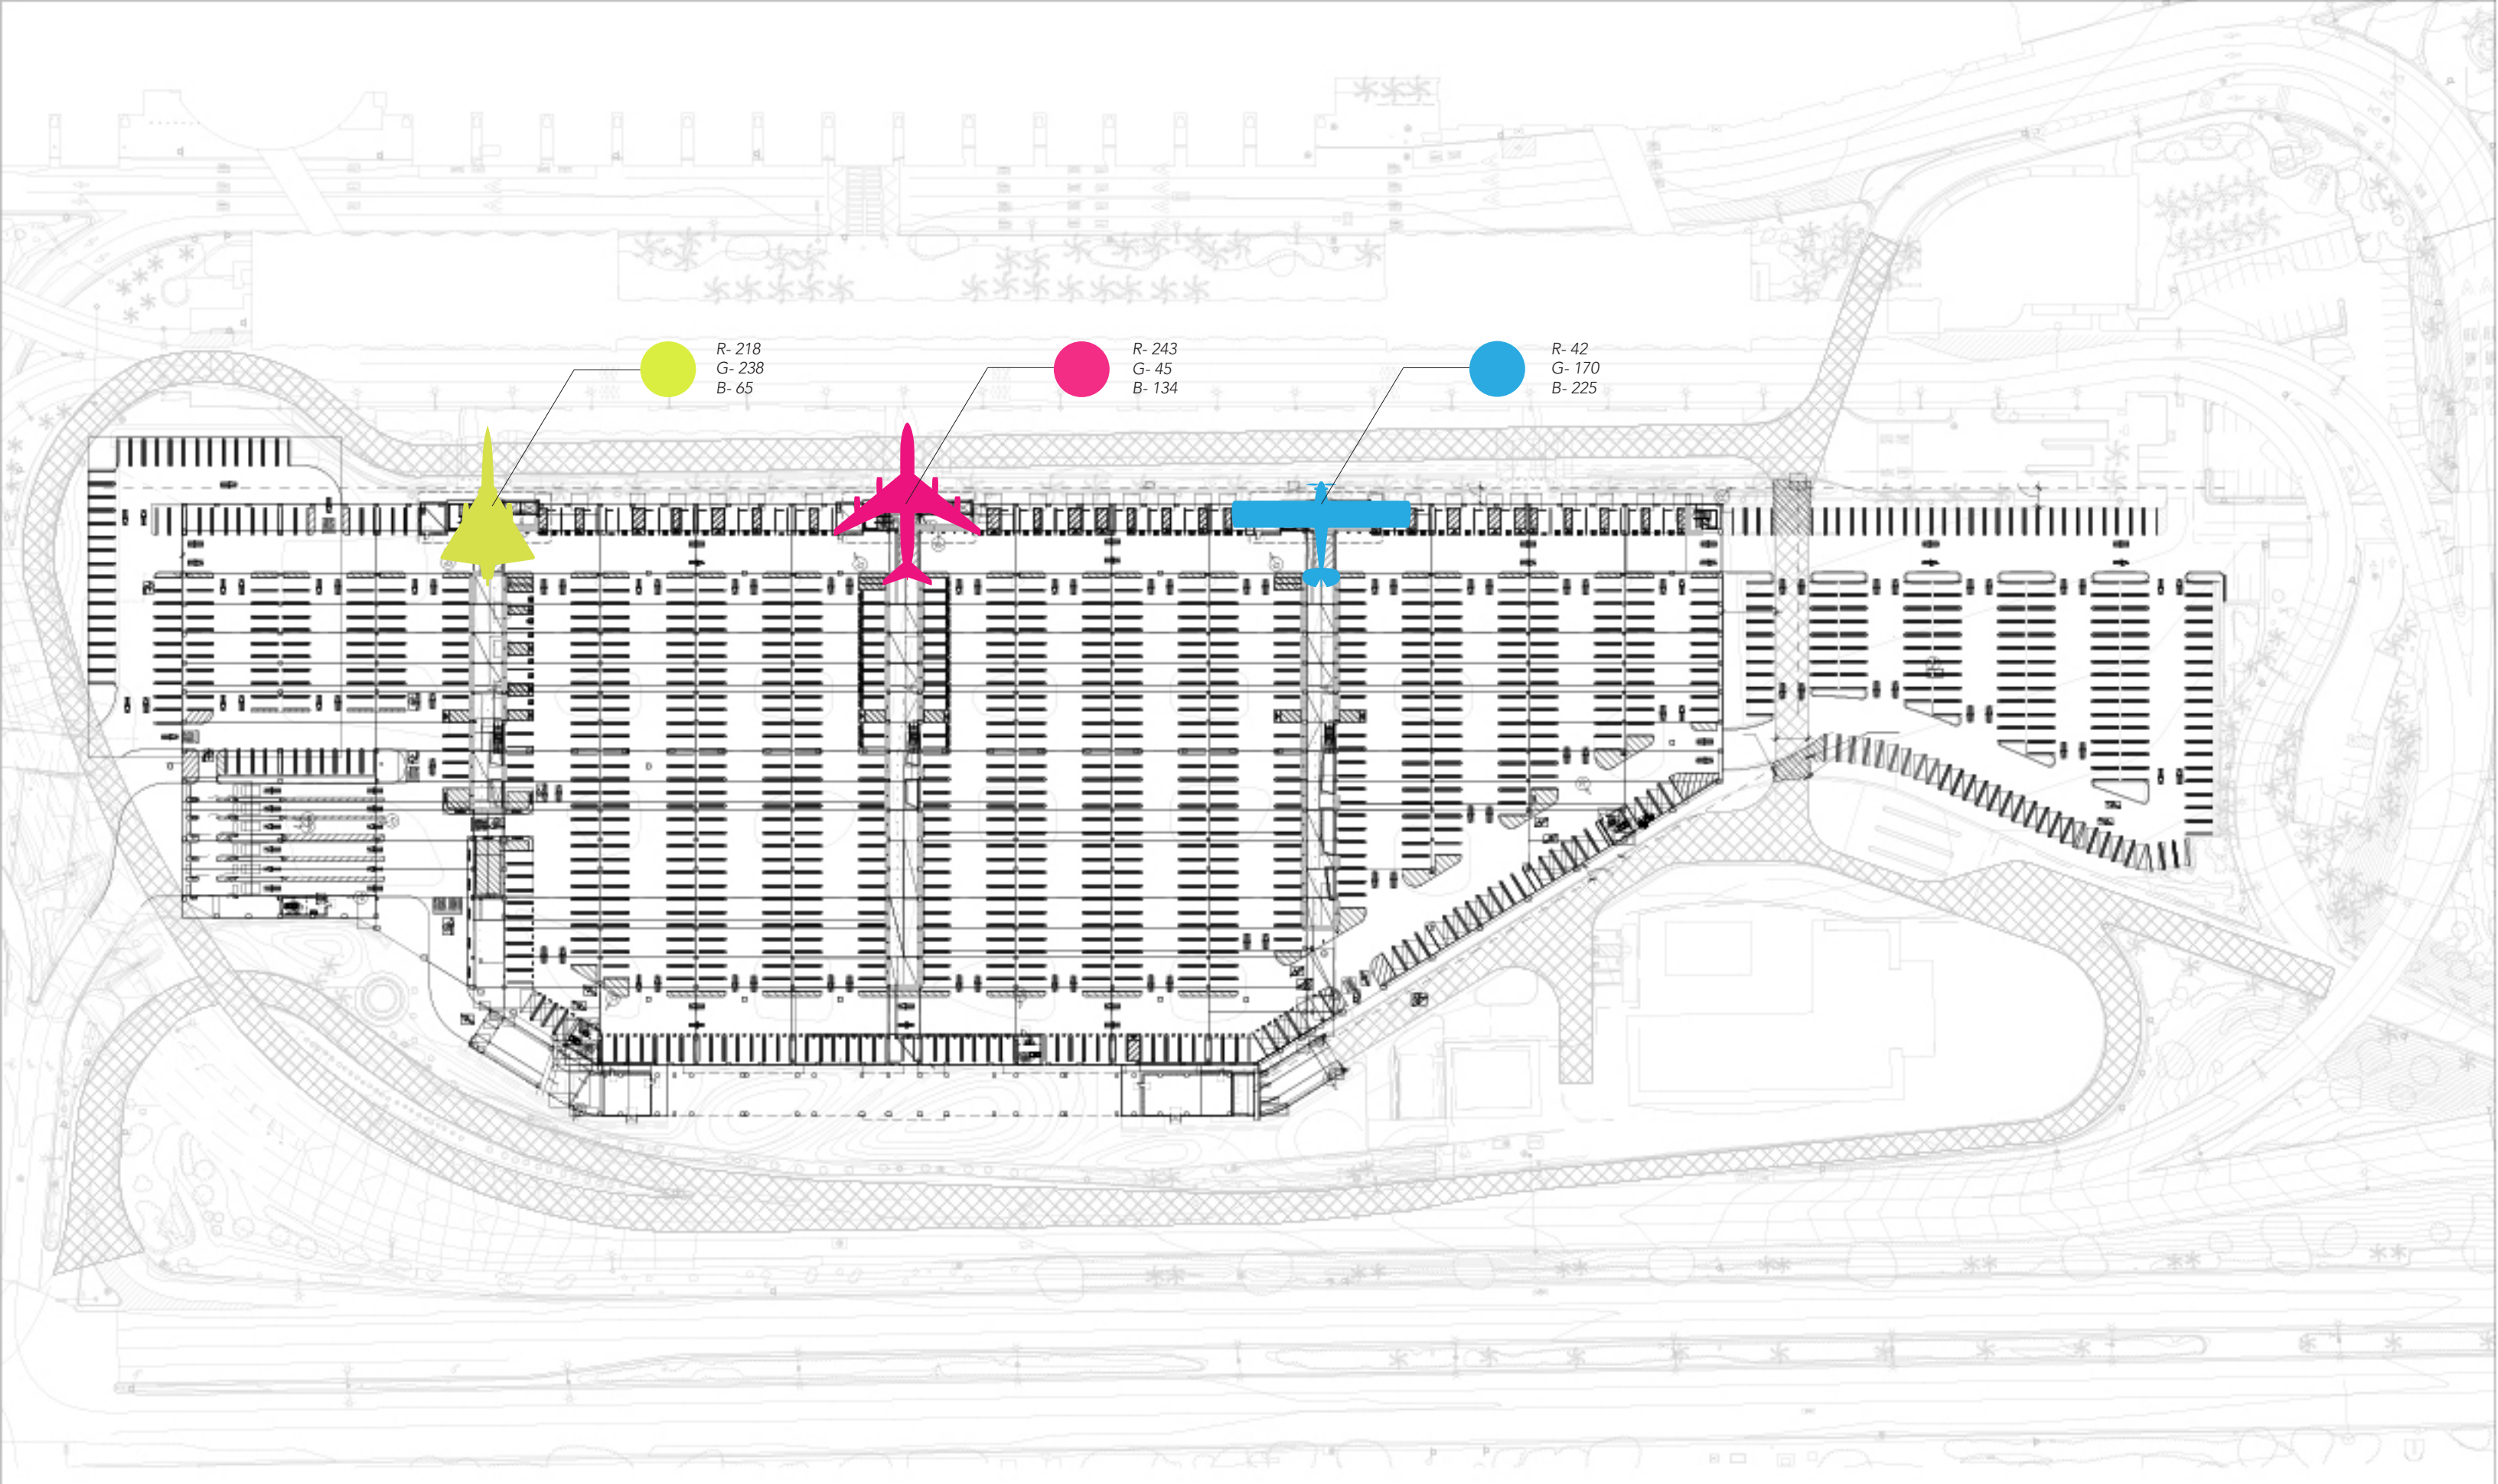 R- 218
G- 238
B- 65
R- 243
G- 45
B- 134
R- 42
G- 170
B- 225